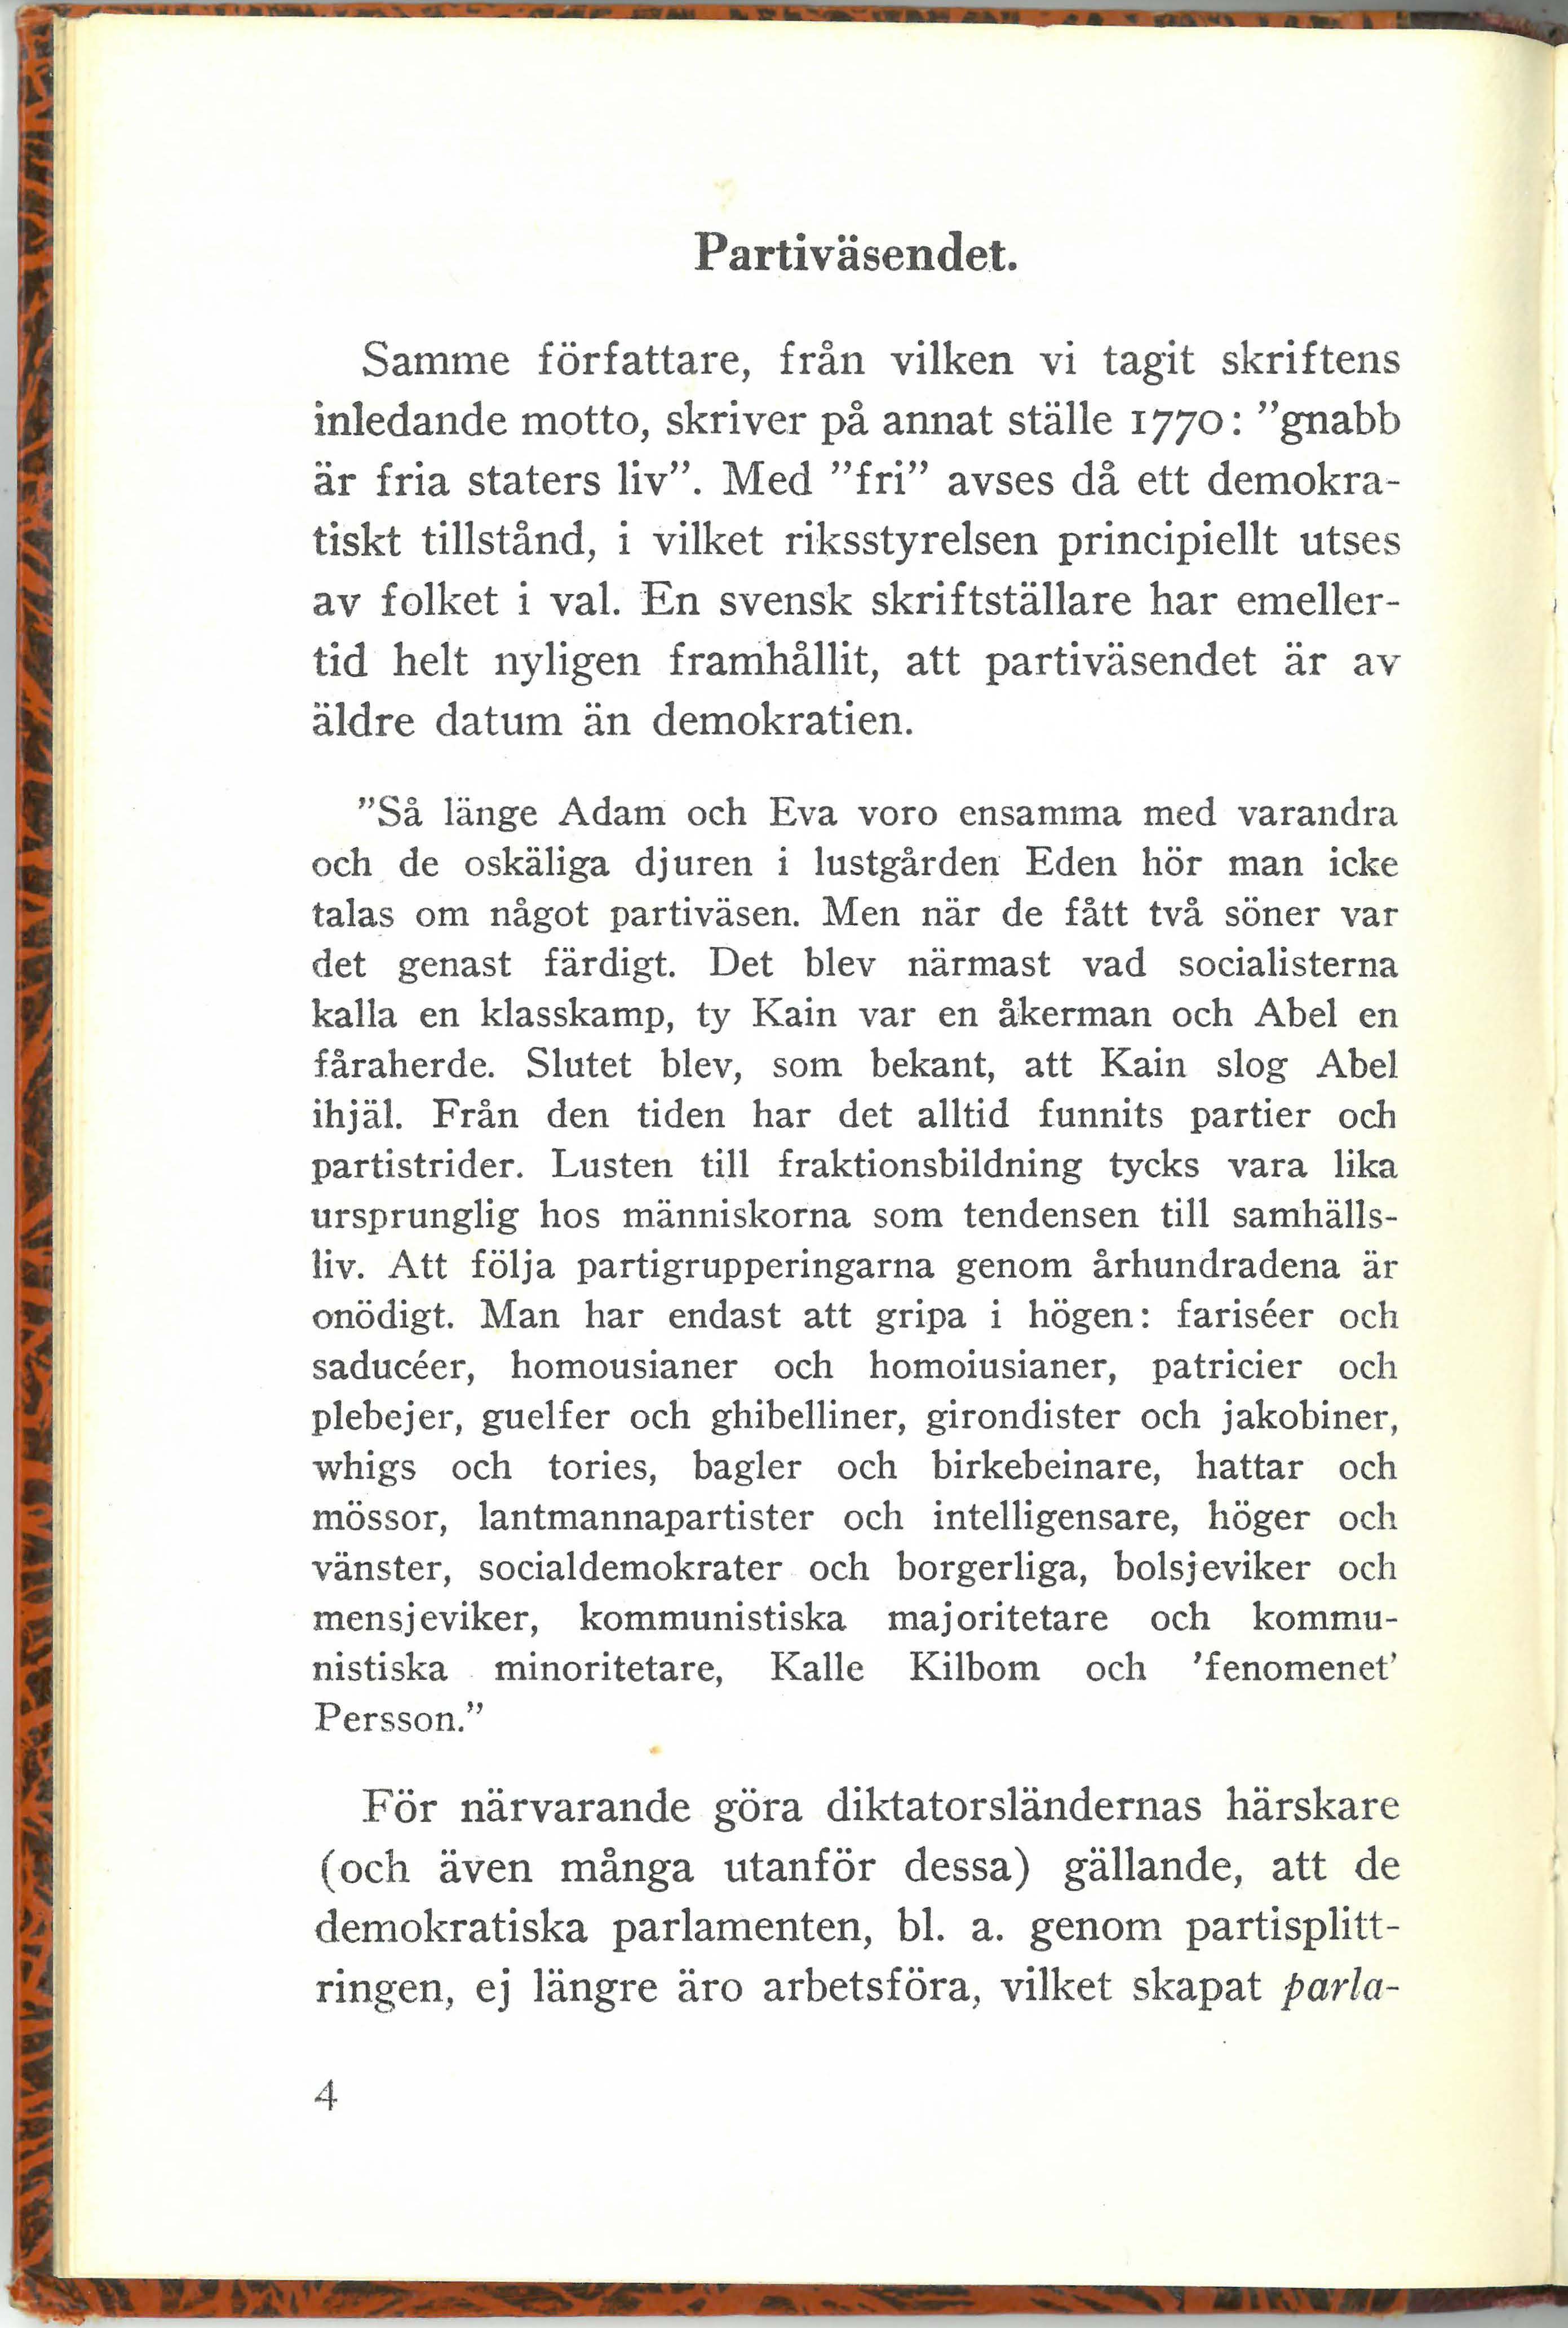 Partiväsendet.
Samme författare, från vilken vi tagit skriftens
inledande motto, skriver på annat ställe 1770: ”gnabb
är fria staters liv”. Med ”fri” avses då ett demokra-
tiskt tillstånd, i vilket riksstyrelsen principiellt utses
av folket i val. En svensk skriftställare har emeller-
tid helt nyligen framhållit, att partiväsendet är av
äldre datum än demokratien.
”Så länge Adam och Eva voro ensamma med varandra
och de oskäliga djuren i lustgården Eden hör man icke
talas om något partiväsen. Men när de fått två söner var
det genast färdigt. Det blev närmast vad socialisterna
kalla en klasskamp, ty Kain var en åkerman och Abel en
fåraherde. Slutet blev, som bekant, att Kain slog Abel
ihjäl. Från den tiden har det alltid funnits partier och
partistrider. Lusten till fraktionsbildning tycks vara lika
ursprunglig hos människorna som tendensen till samhälls-
liv. Att följa partigrupperingarna genom århundradena är
onödigt. Man har endast att gripa i högen: fariséer och
saducéer, homousianer och homoiusianer, patricier och
plebejer, guelfer och ghibelliner, girondister och jakobiner,
whigs och tories, bagler och birkebeinare, hattar och
mössor, lantmannapartister och intelligensare, höger och
vänster, socialdemokrater och borgerliga, bolsjeviker och
mensjeviker, kommunistiska majoritetare och kommu-
nistiska minoritetare, Kalle Kilbom och ’fenomenet’
Persson.”
För närvarande göra diktatorsländernas härskare
(och även många utanför dessa) gällande, att de
demokratiska parlamenten, bl. a. genom partisplitt-
ringen, ej längre äro arbetsföra, vilket skapat parla-
4